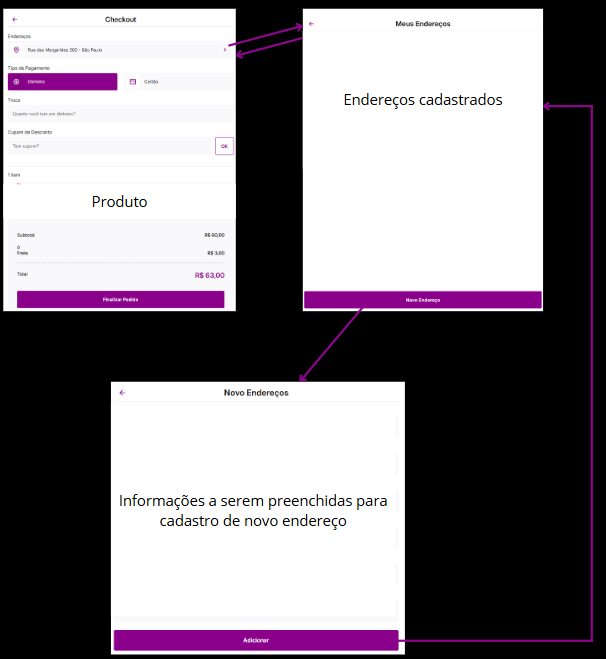 Checkout
Endereços
Rua das Margaridas 300 - São Paulo
Tipo de Pagamento
Dinheiro
Cartão
Troco
Quanto você tem em dinheiro?
Cupom de Desconto
Tem cupom?
OK
1 item
Produto
Subtotal R$ 60,00
0
Frete R$ 3,00
Total R$ 63,00
Finalizar Pedido
Meus Endereços
Endereços cadastrados
Novo Endereço
Novo Endereços
Informações a serem preenchidas para
cadastro de novo endereço
Adicionar